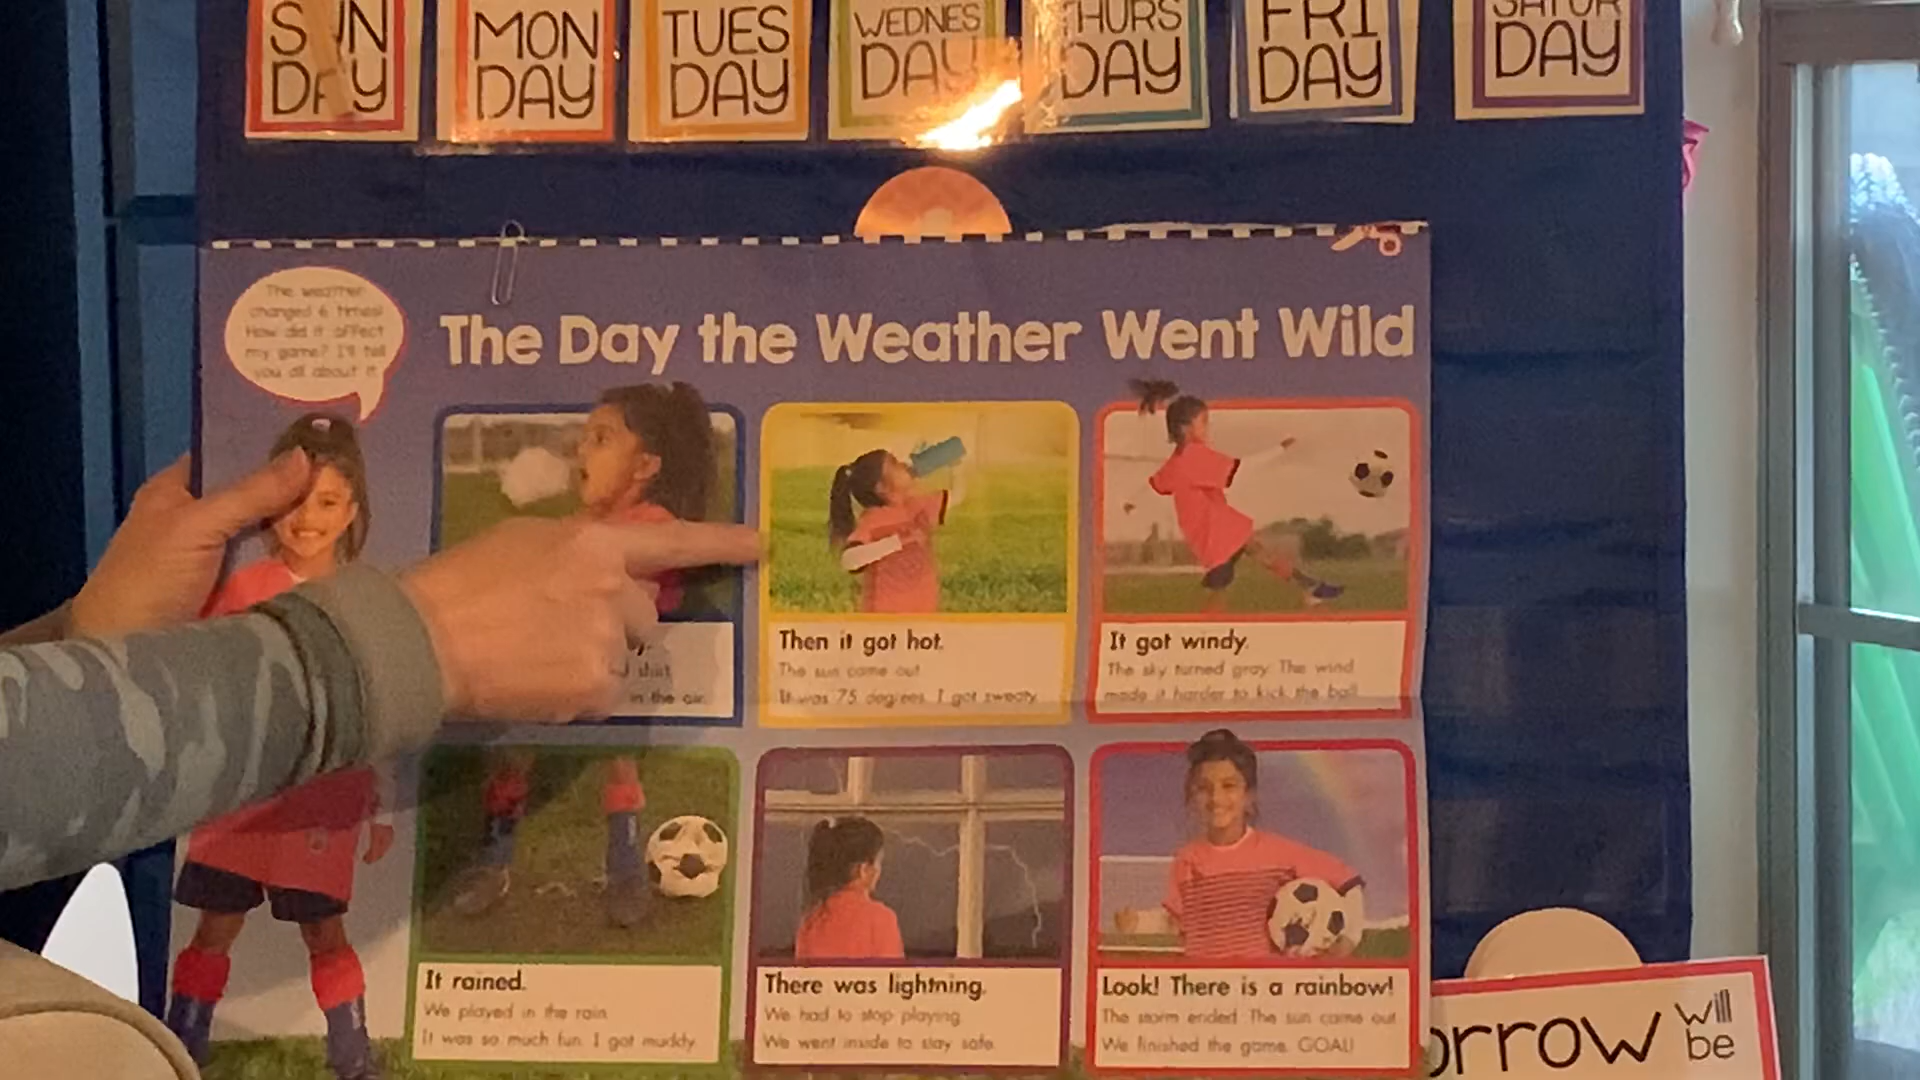 SUN
DAY
MON
DAY
TUES
DAY
WEDNES
DAY
THURS
DAY
FRI
DAY
SATUR
DAY
The weather
changed 6 times!
How did it affect
my game? I'll tell
you all about it.
The Day the Weather Went Wild
y.
shirt
in the air.
Then it got hot.
The sun came out.
It was 75 degrees. I got sweaty.
It got windy.
The sky turned gray. The wind
made it harder to kick the ball.
It rained.
We played in the rain.
It was so much fun. I got muddy.
There was lightning.
We had to stop playing.
We went inside to stay safe.
Look! There is a rainbow!
The storm ended. The sun came out.
We finished the game. GOAL!
orrow will
be